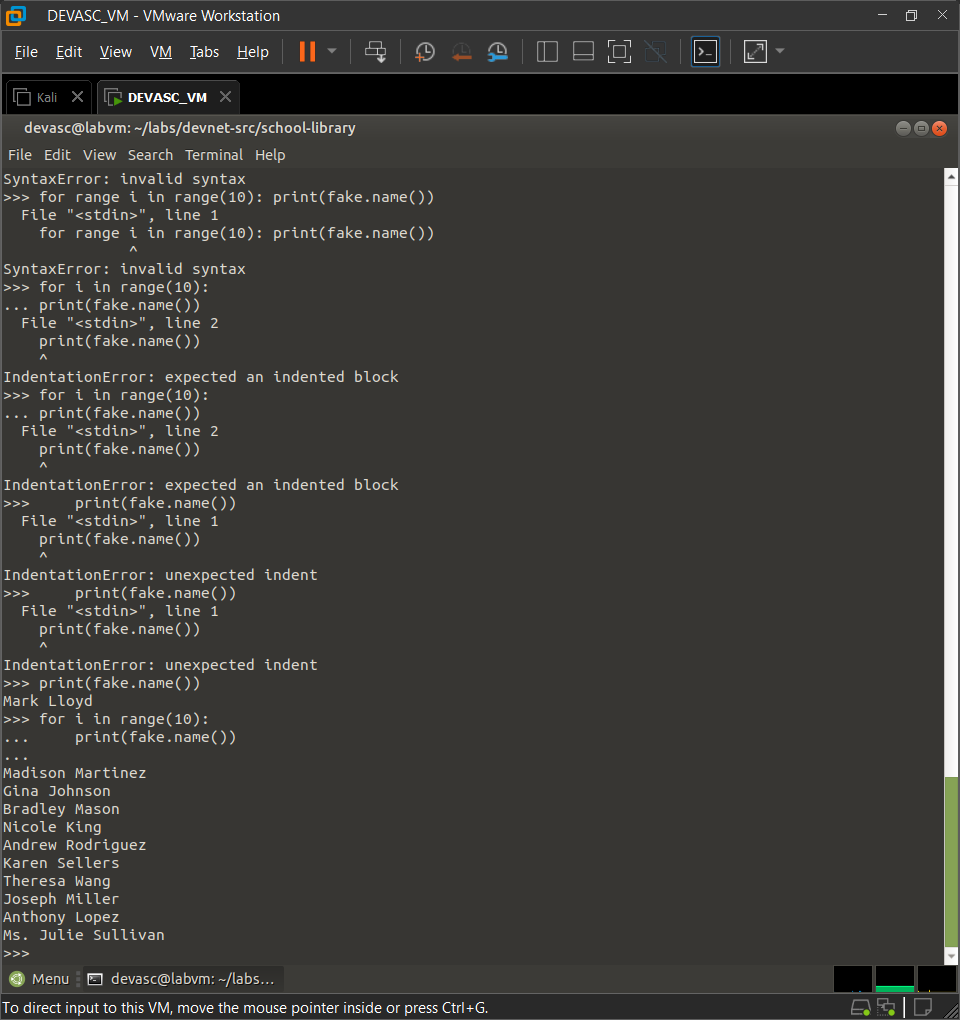 DEVASC_VM - VMware Workstation
File Edit View VM Tabs Help
Kali DEVASC_VM
devasc@labvm: ~/labs/devnet-src/school-library
File Edit View Search Terminal Help
SyntaxError: invalid syntax
>>> for range i in range(10): print(fake.name())
  File "<stdin>", line 1
    for range i in range(10): print(fake.name())
              ^
SyntaxError: invalid syntax
>>> for i in range(10):
... print(fake.name())
  File "<stdin>", line 2
    print(fake.name())
    ^
IndentationError: expected an indented block
>>> for i in range(10):
... print(fake.name())
  File "<stdin>", line 2
    print(fake.name())
    ^
IndentationError: expected an indented block
>>>     print(fake.name())
  File "<stdin>", line 1
    print(fake.name())
    ^
IndentationError: unexpected indent
>>>     print(fake.name())
  File "<stdin>", line 1
    print(fake.name())
    ^
IndentationError: unexpected indent
>>> print(fake.name())
Mark Lloyd
>>> for i in range(10):
...     print(fake.name())
...
Madison Martinez
Gina Johnson
Bradley Mason
Nicole King
Andrew Rodriguez
Karen Sellers
Theresa Wang
Joseph Miller
Anthony Lopez
Ms. Julie Sullivan
>>>
Menu devasc@labvm: ~/labs...
To direct input to this VM, move the mouse pointer inside or press Ctrl+G.